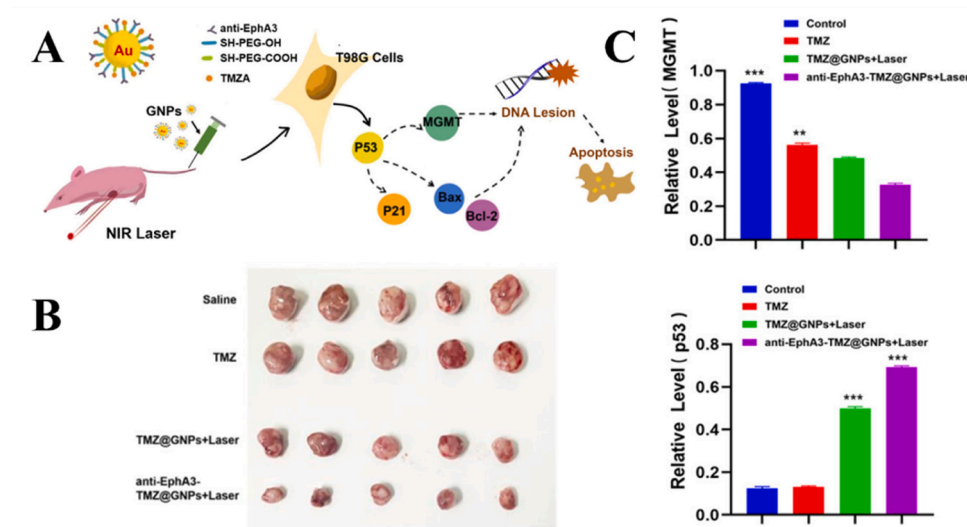 A
Au
anti-EphA3
SH-PEG-OH
SH-PEG-COOH
TMZA
GNPs
NIR Laser
T98G Cells
P53
MGMT
P21
Bax
Bcl-2
DNA Lesion
Apoptosis
B
Saline
TMZ
TMZ@GNPs+Laser
anti-EphA3-
TMZ@GNPs+Laser
C
Control
TMZ
TMZ@GNPs+Laser
anti-EphA3-TMZ@GNPs+Laser
Relative Level( MGMT)
1.0
0.8
0.6
0.4
0.2
0.0
***
**
Control
TMZ
TMZ@GNPs+Laser
anti-EphA3-TMZ@GNPs+Laser
Relative Level( p53)
0.8
0.6
0.4
0.2
0.0
***
***